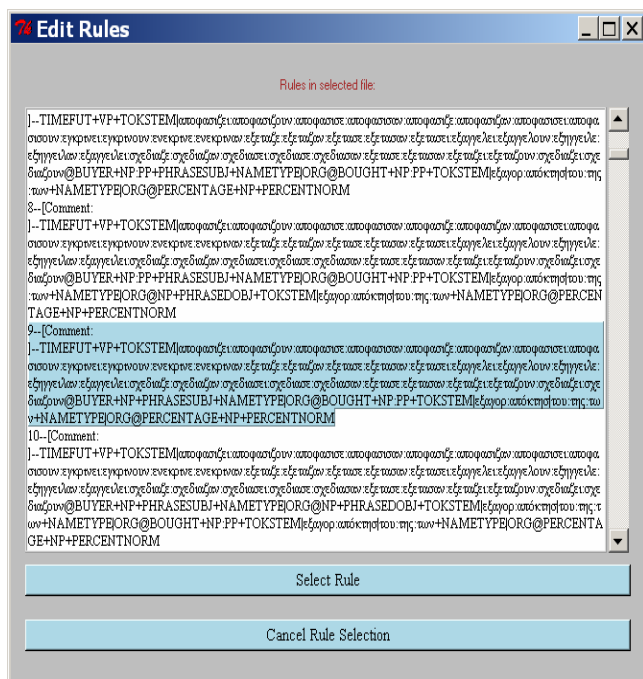 Edit Rules
Rules in selected file:
]--TIMEFUT+VP+TOKSTEM|αποφασιζει:αποφασιζουν:αποφασισε:αποφασισαν:αποφασιζε:αποφασιζαν:αποφασισει:αποφα
σισουν:εγκρινει:εγκρινουν:ενεκρινε:ενεκριναν:εξεταζε:εξεταζαν:εξετασε:εξετασαν:εξετασει:εξαγγελει:εξαγγελουν:εξηγγειλε:
εξηγγειλαν:εξαγγειλει:σχεδιαζε:σχεδιαζαν:σχεδιασει:σχεδιασε:σχεδιασαν:εξετασουν:εξεταζει:εξεταζουν:σχεδιαζει:σχε
διαζουν@BUYER+NP:PP+PHRASESUBJ+NAMETYPE|ORG@BOUGHT+NP:PP+TOKSTEM|εξαγορ:απόκτησ|του:της
:των+NAMETYPE|ORG@PERCENTAGE+NP+PERCENTNORM
8--[Comment:
]--TIMEFUT+VP+TOKSTEM|αποφασιζει:αποφασιζουν:αποφασισε:αποφασισαν:αποφασιζε:αποφασιζαν:αποφασισει:αποφα
σισουν:εγκρινει:εγκρινουν:ενεκρινε:ενεκριναν:εξεταζε:εξεταζαν:εξετασε:εξετασαν:εξετασει:εξαγγελει:εξαγγελουν:εξηγγειλε:
εξηγγειλαν:εξαγγειλει:σχεδιαζε:σχεδιαζαν:σχεδιασει:σχεδιασε:σχεδιασαν:εξετασουν:εξεταζει:εξεταζουν:σχεδιαζει:σχε
διαζουν@BUYER+NP:PP+PHRASESUBJ+NAMETYPE|ORG@BOUGHT+NP:PP+TOKSTEM|εξαγορ:απόκτησ|του:της
:των+NAMETYPE|ORG@NP+PHRASEDOBJ+TOKSTEM|εξαγορ:απόκτησ|του:της:των+NAMETYPE|ORG@PERCEN
TAGE+NP+PERCENTNORM
9--[Comment:
]--TIMEFUT+VP+TOKSTEM|αποφασιζει:αποφασιζουν:αποφασισε:αποφασισαν:αποφασιζε:αποφασιζαν:αποφασισει:αποφα
σισουν:εγκρινει:εγκρινουν:ενεκρινε:ενεκριναν:εξεταζε:εξεταζαν:εξετασε:εξετασαν:εξετασει:εξαγγελει:εξαγγελουν:εξηγγειλε:
εξηγγειλαν:εξαγγειλει:σχεδιαζε:σχεδιαζαν:σχεδιασει:σχεδιασε:σχεδιασαν:εξετασουν:εξεταζει:εξεταζουν:σχεδιαζει:σχε
διαζουν@BUYER+NP+PHRASESUBJ+NAMETYPE|ORG@BOUGHT+NP:PP+TOKSTEM|εξαγορ:απόκτησ|του:της:τω
ν+NAMETYPE|ORG@PERCENTAGE+NP+PERCENTNORM
10--[Comment:
]--TIMEFUT+VP+TOKSTEM|αποφασιζει:αποφασιζουν:αποφασισε:αποφασισαν:αποφασιζε:αποφασιζαν:αποφασισει:αποφα
σισουν:εγκρινει:εγκρινουν:ενεκρινε:ενεκριναν:εξεταζε:εξεταζαν:εξετασε:εξετασαν:εξετασει:εξαγγελει:εξαγγελουν:εξηγγειλε:
εξηγγειλαν:εξαγγειλει:σχεδιαζε:σχεδιαζαν:σχεδιασει:σχεδιασε:σχεδιασαν:εξετασουν:εξεταζει:εξεταζουν:σχεδιαζει:σχε
διαζουν@BUYER+NP+PHRASESUBJ+NAMETYPE|ORG@NP+PHRASEDOBJ+TOKSTEM|εξαγορ:απόκτησ|του:της:τ
ων+NAMETYPE|ORG@BOUGHT+NP:PP+TOKSTEM|εξαγορ:απόκτησ|του:της:των+NAMETYPE|ORG@PERCENTA
GE+NP+PERCENTNORM
Select Rule
Cancel Rule Selection